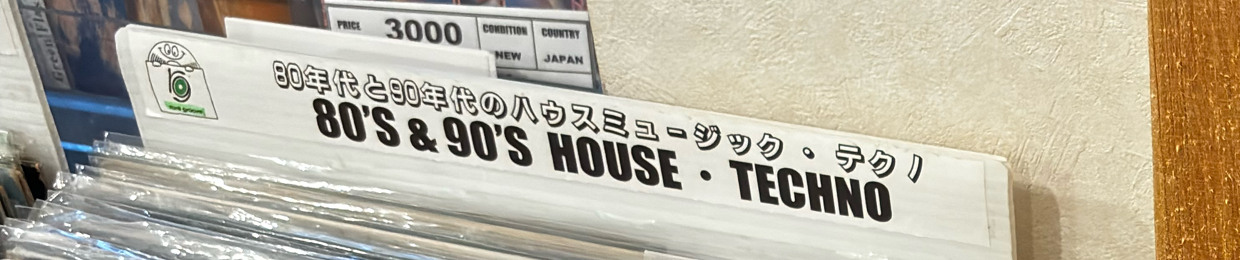 PRICE
3000
CONDITION
NEW
COUNTRY
JAPAN
80年代と90年代のハウスミュージック・テクノ
80'S & 90'S HOUSE・TECHNO